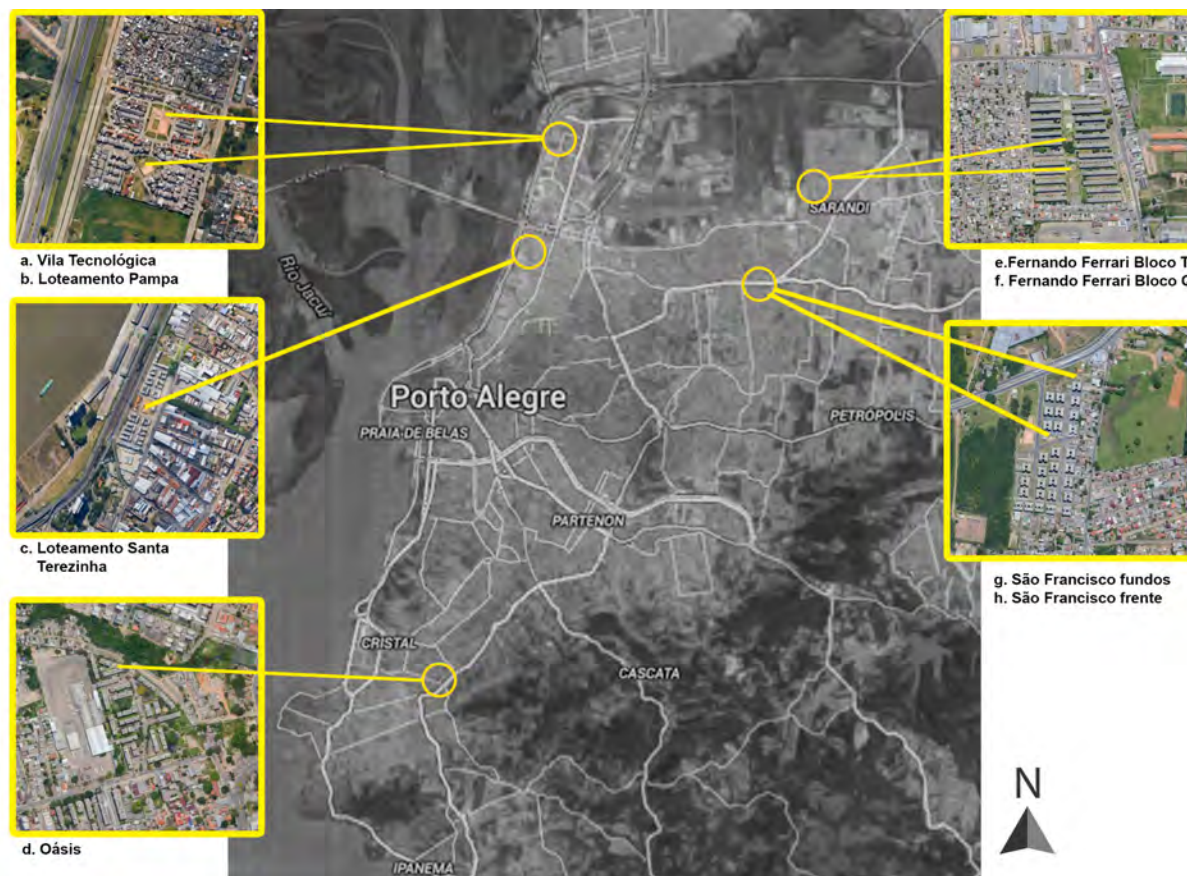 a. Vila Tecnológica
b. Loteamento Pampa
c. Loteamento Santa
Terezinha
d. Oásis
Rio Jacuí
Porto Alegre
PRAIA DE BELAS
SARANDI
PETRÓPOLIS
PARTENON
CRISTAL
CASCATA
IPANEMA
e.Fernando Ferrari Bloco T
f. Fernando Ferrari Bloco
g. São Francisco fundos
h. São Francisco frente
N